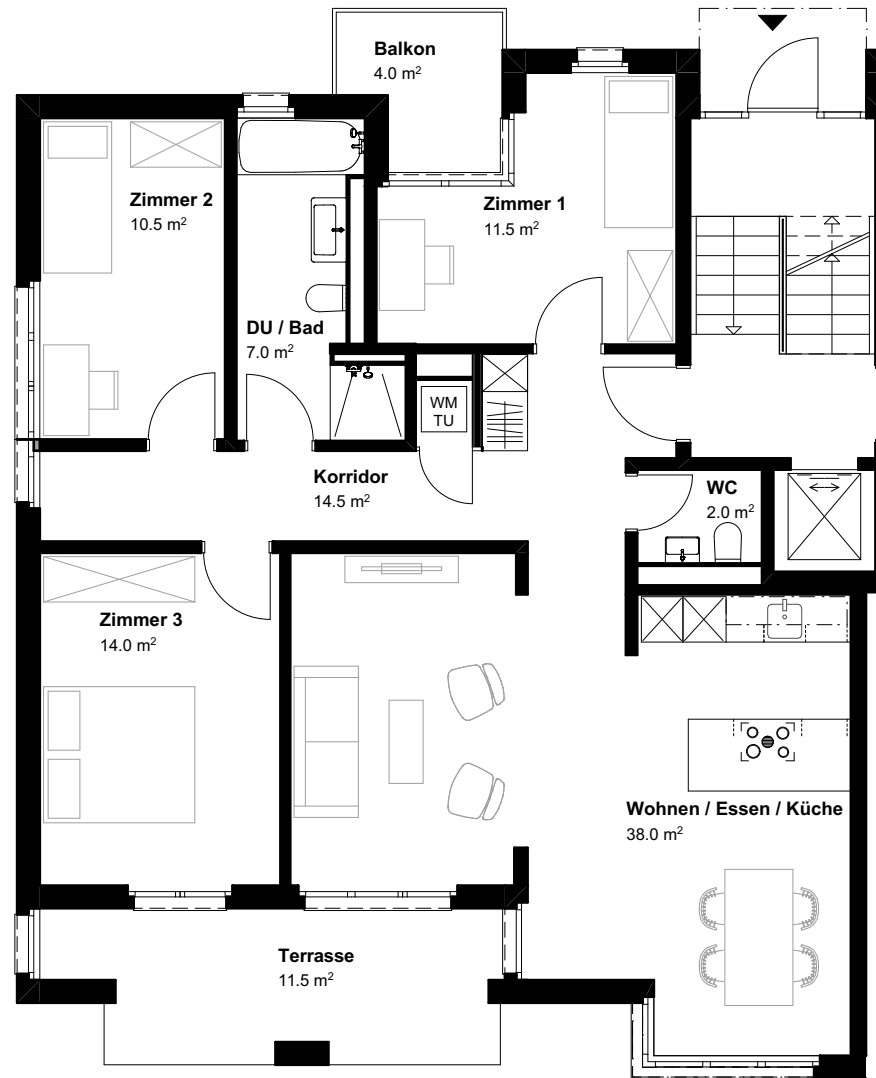 Balkon
4.0 m²
Zimmer 2
10.5 m²
Zimmer 1
11.5 m²
DU / Bad
7.0 m²
WM
TU
Korridor
14.5 m²
WC
2.0 m²
Zimmer 3
14.0 m²
Wohnen / Essen / Küche
38.0 m²
Terrasse
11.5 m²